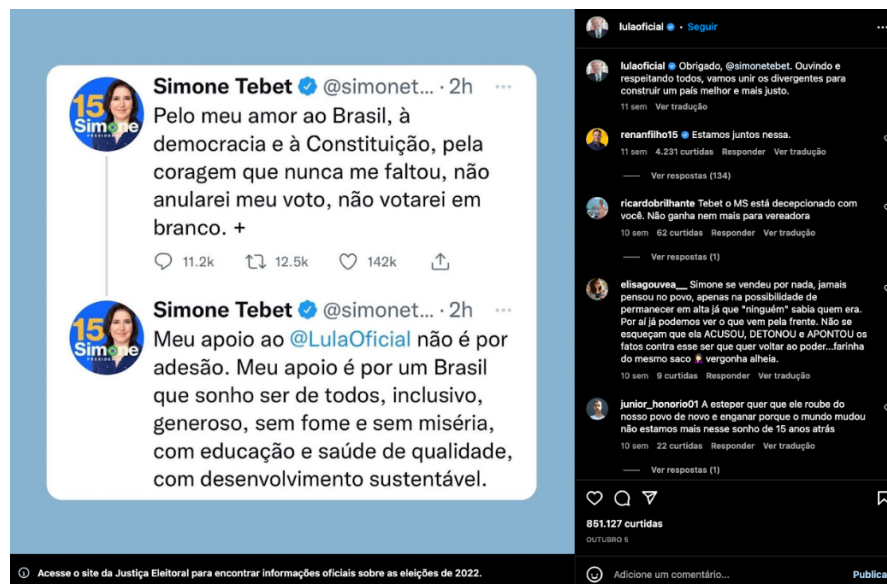 15
Simone
PRESIDENTE
Simone Tebet @simonet... · 2h ...
Pelo meu amor ao Brasil, à
democracia e à Constituição, pela
coragem que nunca me faltou, não
anularei meu voto, não votarei em
branco. +
11.2k 12.5k 142k
15
Simone
PRESIDENTE
Simone Tebet @simonet... · 2h ...
Meu apoio ao @LulaOficial não é por
adesão. Meu apoio é por um Brasil
que sonho ser de todos, inclusivo,
generoso, sem fome e sem miséria,
com educação e saúde de qualidade,
com desenvolvimento sustentável.
Acesse o site da Justiça Eleitoral para encontrar informações oficiais sobre as eleições de 2022.
lulaoficial · Seguir
lulaoficial Obrigado, @simonetebet. Ouvindo e
respeitando todos, vamos unir os divergentes para
construir um país melhor e mais justo.
11 sem Ver tradução
renanfilho15 Estamos juntos nessa.
11 sem 4.231 curtidas Responder Ver tradução
Ver respostas (134)
ricardobrilhante Tebet o MS está decepcionado com
você. Não ganha nem mais para vereadora
10 sem 62 curtidas Responder Ver tradução
Ver respostas (1)
elisagouvea__ Simone se vendeu por nada, jamais
pensou no povo, apenas na possibilidade de
permanecer em alta já que "ninguém" sabia quem era.
Por aí já podemos ver o que vem pela frente. Não se
esqueçam que ela ACUSOU, DETONOU e APONTOU os
fatos contra esse ser que quer voltar ao poder...farinha
do mesmo saco 🤦‍♀️ vergonha alheia.
10 sem 9 curtidas Responder Ver tradução
junior_honorio01 A esteper quer que ele roube do
nosso povo de novo e enganar porque o mundo mudou
não estamos mais nesse sonho de 15 anos atrás
10 sem 22 curtidas Responder Ver tradução
Ver respostas (1)
851.127 curtidas
OUTUBRO 5
Adicione um comentário... Publica